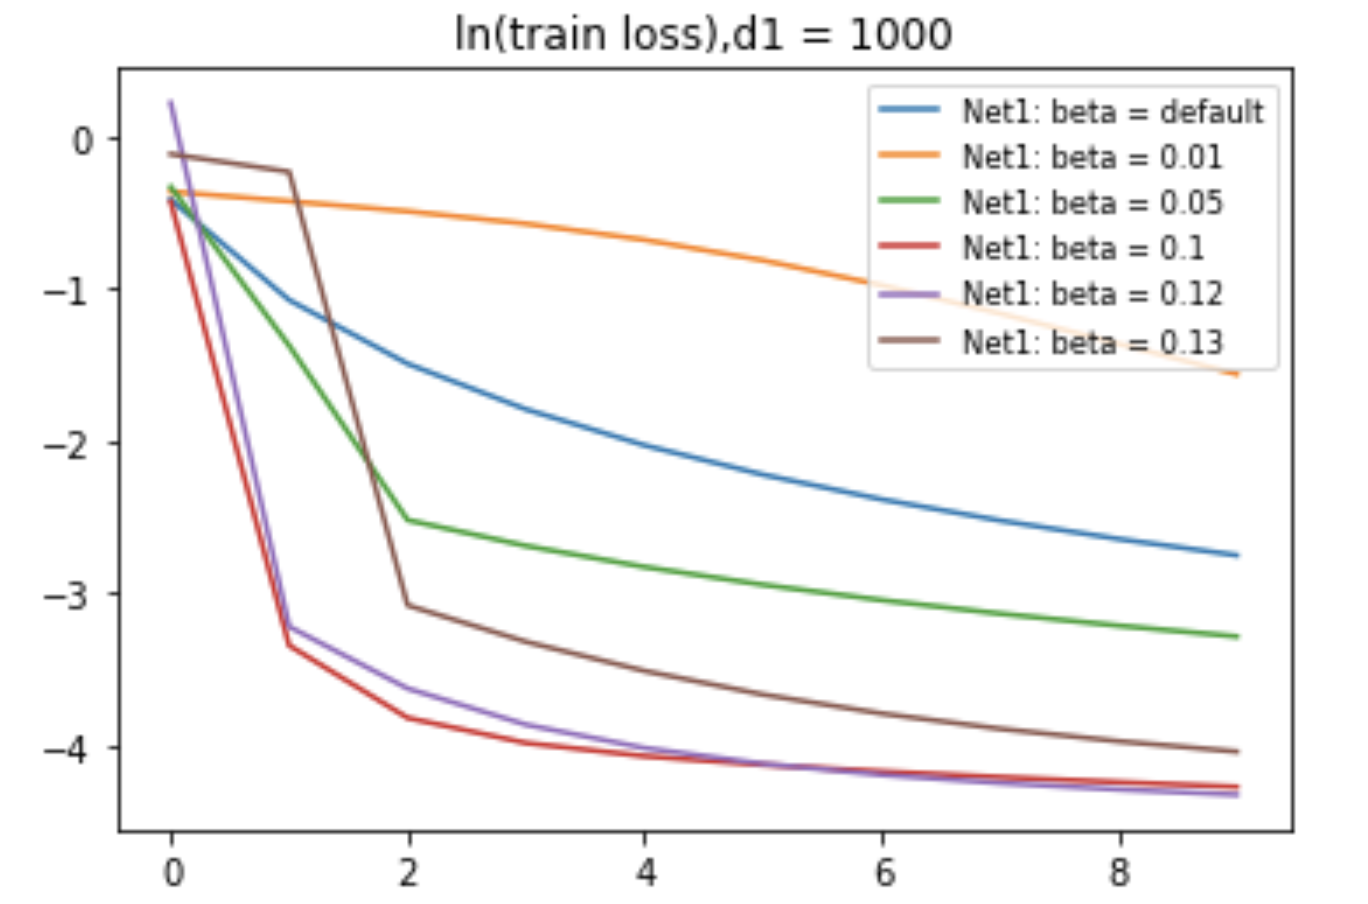 ln(train loss),d1 = 1000
Net1: beta = default
Net1: beta = 0.01
Net1: beta = 0.05
Net1: beta = 0.1
Net1: beta = 0.12
Net1: beta = 0.13
0
−1
−2
−3
−4
0 2 4 6 8